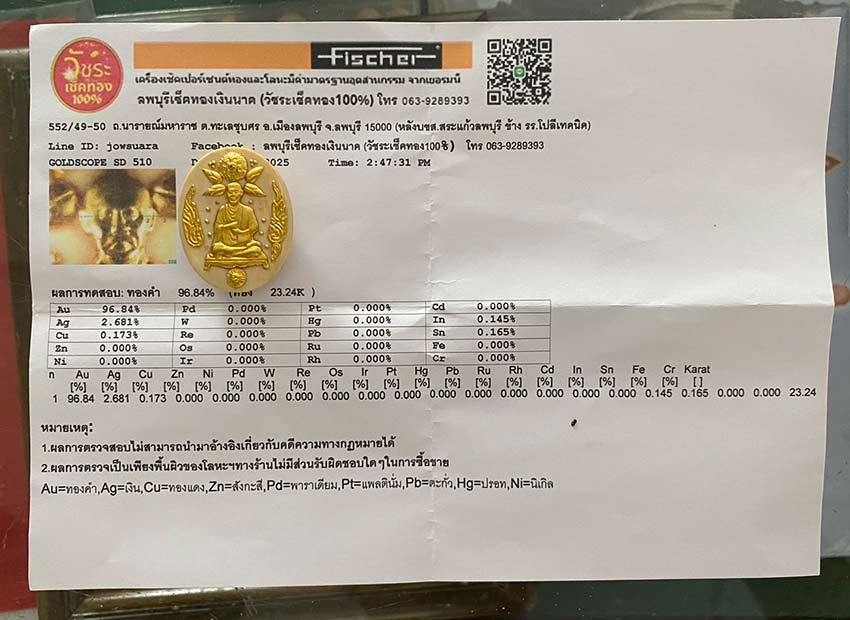 วัชระ
เช็คทอง
100%
Fischer
เครื่องเช็คเปอร์เซนต์ทองและโลหะมีค่ามาตรฐานอุตสาหกรรม จากเยอรมนี
ลพบุรีเช็คทองเงินนาค (วัชระเช็คทอง100%) โทร 063-9289393
552/49-50 ถ.นารายณ์มหาราช ต.ทะเลชุบศร อ.เมืองลพบุรี จ.ลพบุรี 15000 (หลังบขส.สระแก้วลพบุรี ข้าง รร.โปลีเทคนิค)
Line ID: jowsuara Facebook : ลพบุรีเช็คทองเงินนาค (วัชระเช็คทอง100%) โทร 063-9289393
GOLDSCOPE SD 510 2025 Time: 2:47:31 PM
ผลการทดสอบ: ทองคำ 96.84% 23.24K )
Au 96.84% Pd 0.000% Pt 0.000% Cd 0.000%
Ag 2.681% W 0.000% Hg 0.000% In 0.145%
Cu 0.173% Re 0.000% Pb 0.000% Sn 0.165%
Zn 0.000% Os 0.000% Ru 0.000% Fe 0.000%
Ni 0.000% Ir 0.000% Rh 0.000% Cr 0.000%
n Au Ag Cu Zn Ni Pd W Re Os Ir Pt Hg Pb Ru Rh Cd In Sn Fe Cr Karat
[%] [%] [%] [%] [%] [%] [%] [%] [%] [%] [%] [%] [%] [%] [%] [%] [%] [%] [%] [%] [ ]
1 96.84 2.681 0.173 0.000 0.000 0.000 0.000 0.000 0.000 0.000 0.000 0.000 0.000 0.000 0.000 0.000 0.145 0.165 0.000 0.000 23.24
หมายเหตุ:
1.ผลการตรวจสอบไม่สามารถนำมาอ้างอิงเกี่ยวกับคดีความทางกฎหมายได้
2.ผลการตรวจเป็นเพียงพื้นผิวของโลหะฯทางร้านไม่มีส่วนรับผิดชอบใดๆในการซื้อขาย
Au=ทองคำ,Ag=เงิน,Cu=ทองแดง,Zn=สังกะสี,Pd=พาราเดียม,Pt=แพลตินั่ม,Pb=ตะกั่ว,Hg=ปรอท,Ni=นิเกิล